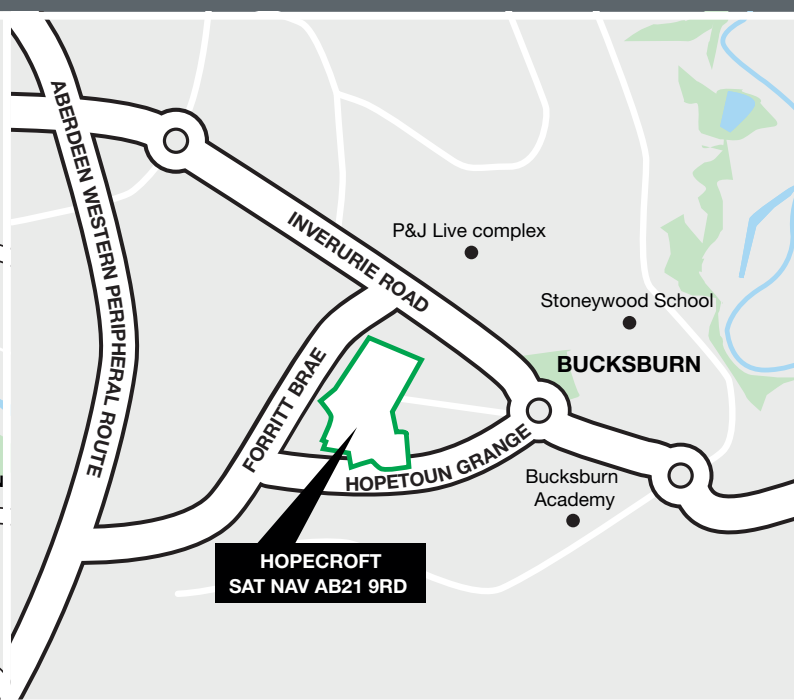 ABERDEEN WESTERN PERIPHERAL ROUTE
INVERURIE ROAD
P&J Live complex
Stoneywood School
BUCKSBURN
FORRITT BRAE
HOPETOUN GRANGE
Bucksburn
Academy
HOPECROFT
SAT NAV AB21 9RD